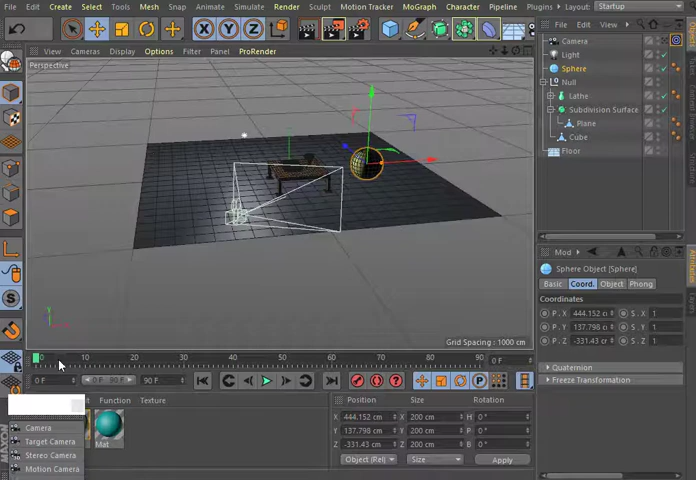 File Edit Create Select Tools Mesh Snap Animate Simulate Render Sculpt Motion Tracker MoGraph Character Pipeline Plugins Layout: Startup
X Y Z
View Cameras Display Options Filter Panel ProRender
Perspective
Grid Spacing : 1000 cm
Y
File Edit
Camera
Light
Sphere
Null
Lathe
Subdivision Surface
Plane
Cube
Floor
Objects
Mod
Sphere Object [Sphere]
Basic Coord. Object Phong
Coordinates
P . X 444.152 c S . X 1
P . Y 137.798 c S . Y 1
P . Z -331.43 c S . Z 1
Quaternion
Freeze Transformation
Attributes
Layers
0 10 20 30 40 50 60 70 80 90 0 F
0 F 0 F 90 F 90 F
P
S
Function Texture
Camera
Target Camera
Stereo Camera
Motion Camera
Mat
MAXON
Position Size Rotation
X 444.152 cm X 200 cm H 0 °
Y 137.798 cm Y 200 cm P 0 °
Z -331.43 cm Z 200 cm B 0 °
Object (Rel) Size Apply